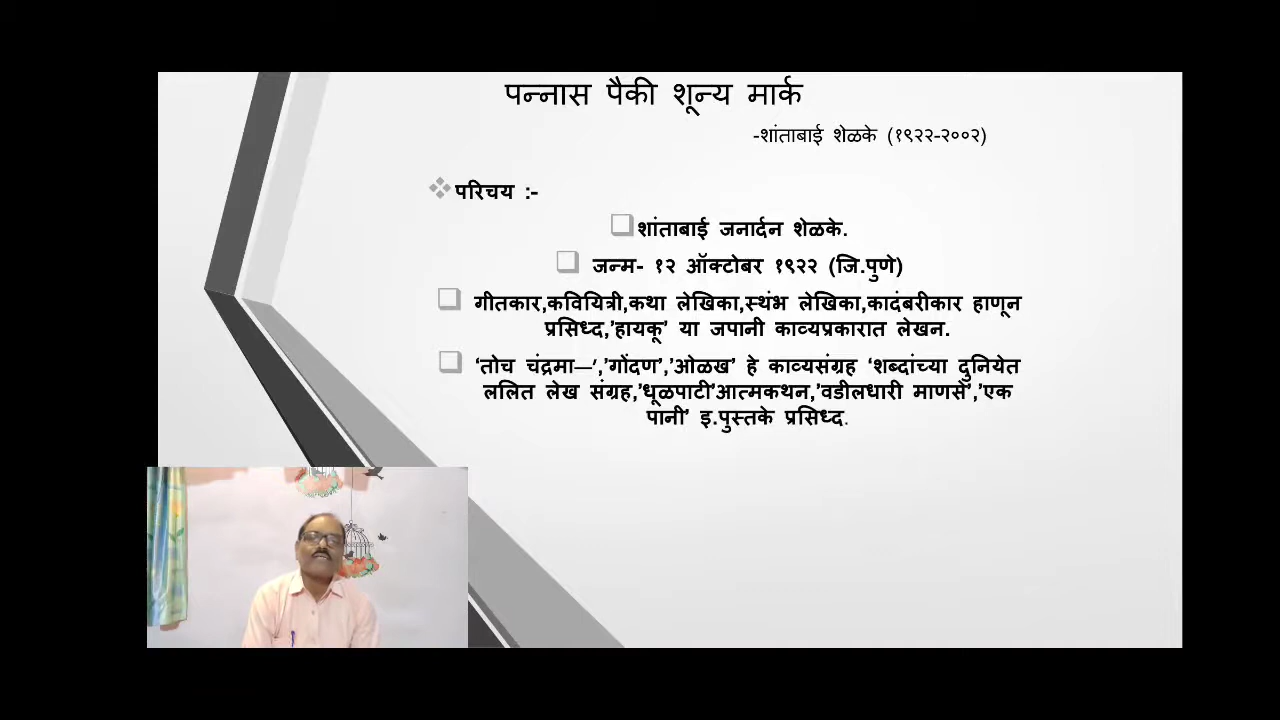 पन्नास पैकी शून्य मार्क
-शांताबाई शेळके (१९२२-२००२)
परिचय :-
शांताबाई जनार्दन शेळके.
जन्म- १२ ऑक्टोबर १९२२ (जि.पुणे)
गीतकार,कवियित्री,कथा लेखिका,स्थंभ लेखिका,कादंबरीकार हाणून
प्रसिध्द,’हायकू’ या जपानी काव्यप्रकारात लेखन.
‘तोच चंद्रमा—‘,’गोंदण’,’ओळख’ हे काव्यसंग्रह ‘शब्दांच्या दुनियेत
ललित लेख संग्रह,’धूळपाटी’आत्मकथन,’वडीलधारी माणसे’,’एक
पानी’ इ.पुस्तके प्रसिध्द.